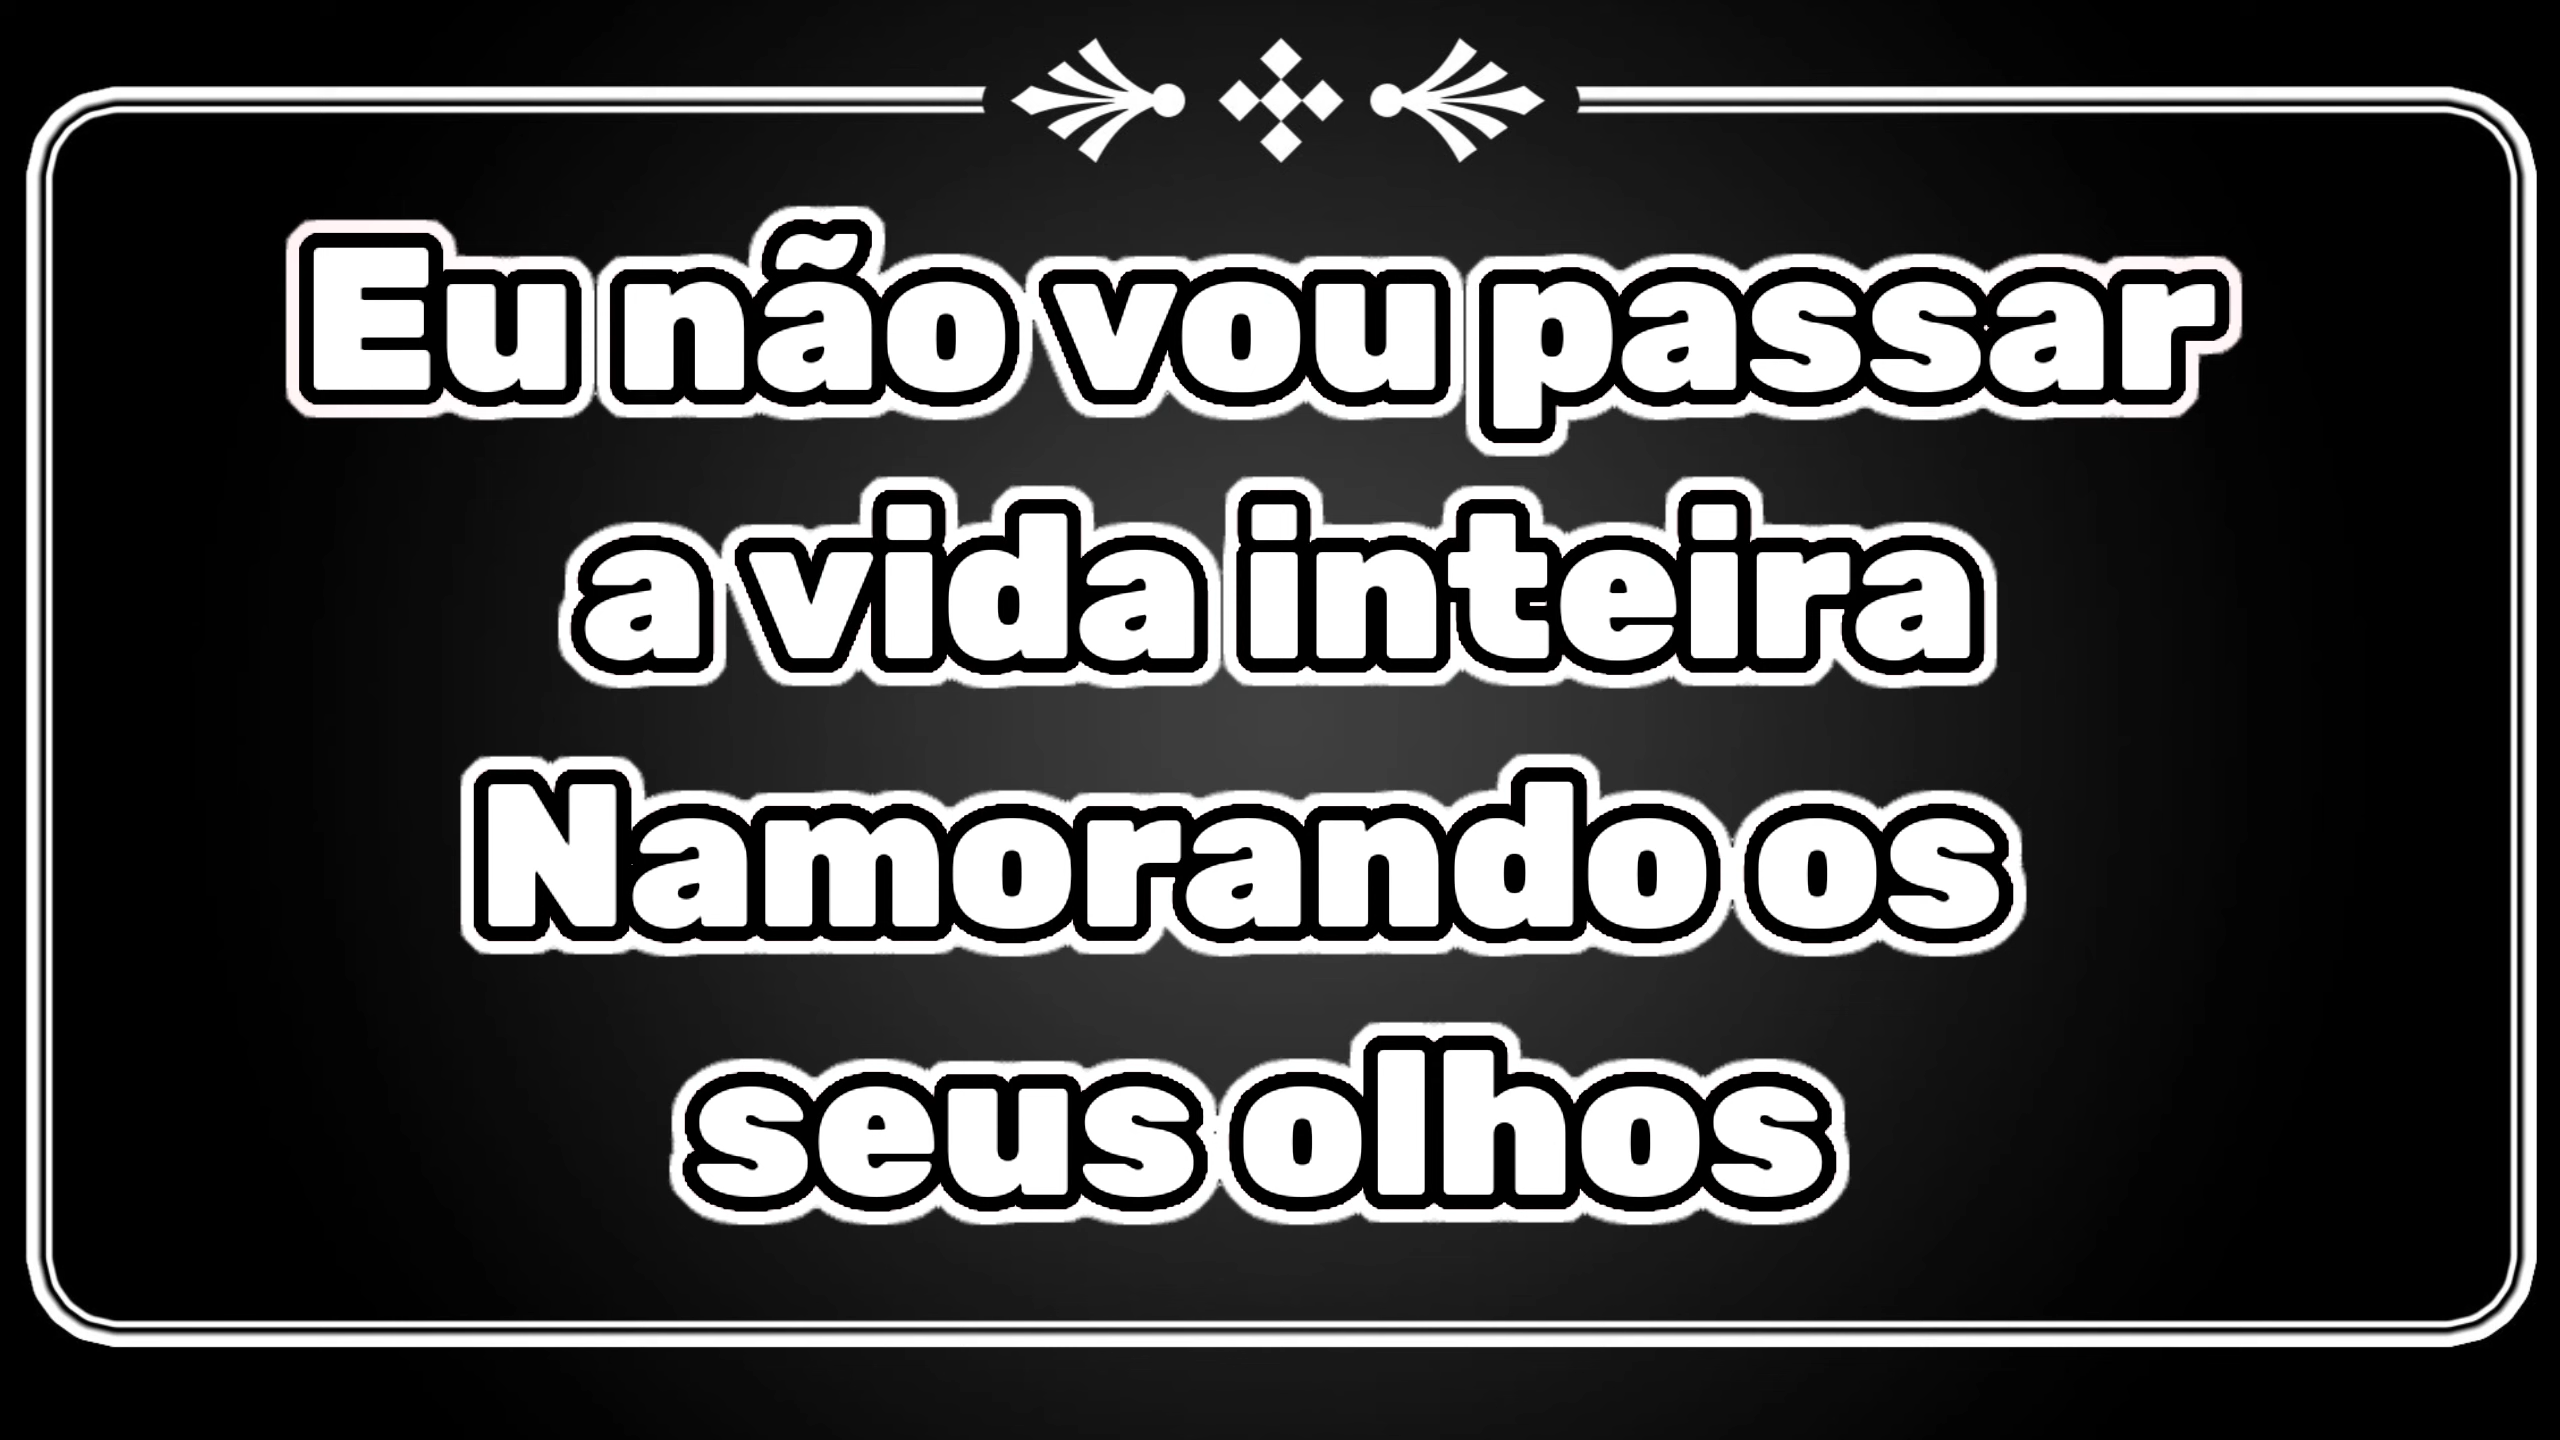 Eu não vou passar
a vida inteira
Namorando os
seus olhos